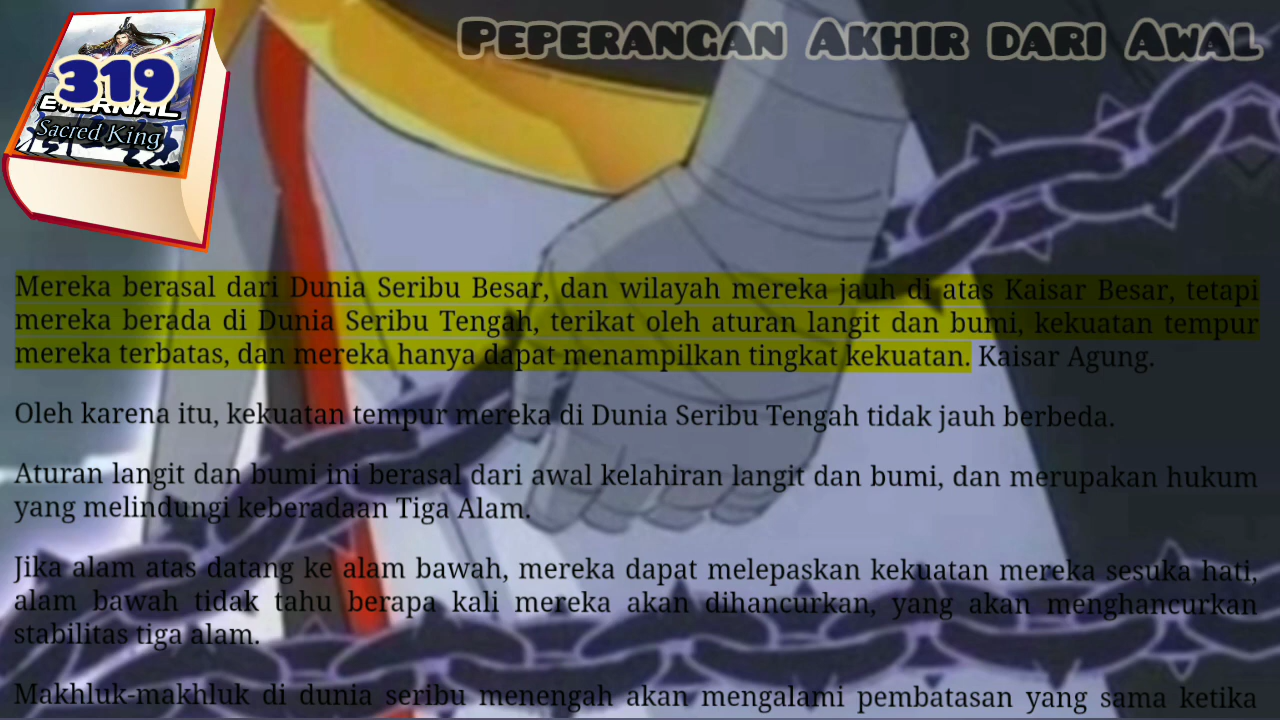 Peperangan Akhir dari Awal
319
ETERNAL
Sacred King
Mereka berasal dari Dunia Seribu Besar, dan wilayah mereka jauh di atas Kaisar Besar, tetapi
mereka berada di Dunia Seribu Tengah, terikat oleh aturan langit dan bumi, kekuatan tempur
mereka terbatas, dan mereka hanya dapat menampilkan tingkat kekuatan. Kaisar Agung.
Oleh karena itu, kekuatan tempur mereka di Dunia Seribu Tengah tidak jauh berbeda.
Aturan langit dan bumi ini berasal dari awal kelahiran langit dan bumi, dan merupakan hukum
yang melindungi keberadaan Tiga Alam.
Jika alam atas datang ke alam bawah, mereka dapat melepaskan kekuatan mereka sesuka hati,
alam bawah tidak tahu berapa kali mereka akan dihancurkan, yang akan menghancurkan
stabilitas tiga alam.
Makhluk-makhluk di dunia seribu menengah akan mengalami pembatasan yang sama ketika